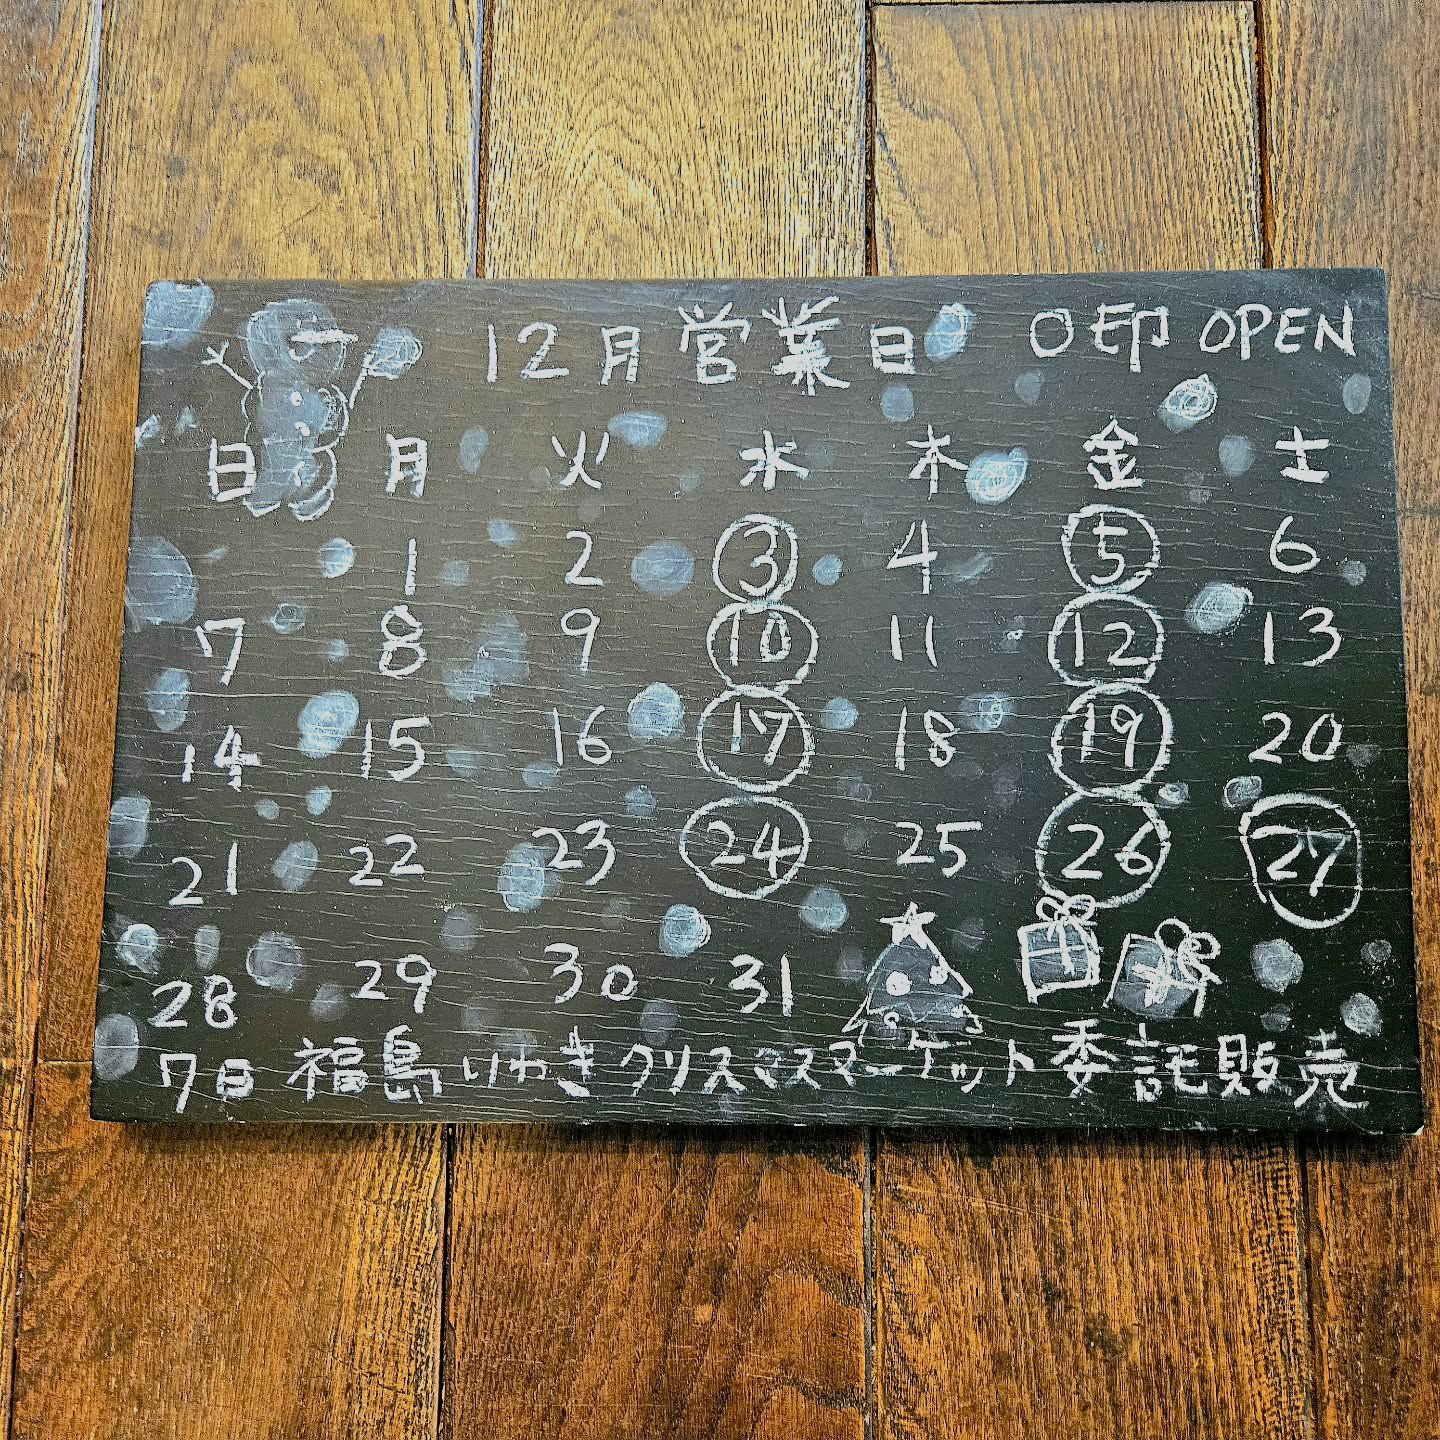 12月営業日 〇印 OPEN
日 月 火 水 木 金 土
1 2 3 4 5 6
7 8 9 10 11 12 13
14 15 16 17 18 19 20
21 22 23 24 25 26 27
28 29 30 31
7日 福島いわきクリスマスマーケット委託販売